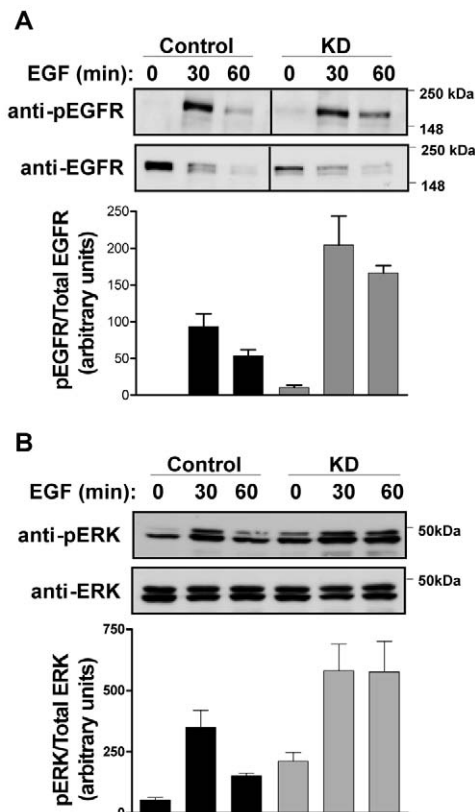 A
Control KD
EGF (min): 0 30 60 0 30 60
250 kDa
anti-pEGFR
148
250 kDa
anti-EGFR
148
pEGFR/Total EGFR
(arbitrary units)
250
200
150
100
50
0
B
Control KD
EGF (min): 0 30 60 0 30 60
anti-pERK
50kDa
anti-ERK
50kDa
pERK/Total ERK
(arbitrary units)
750
500
250
0